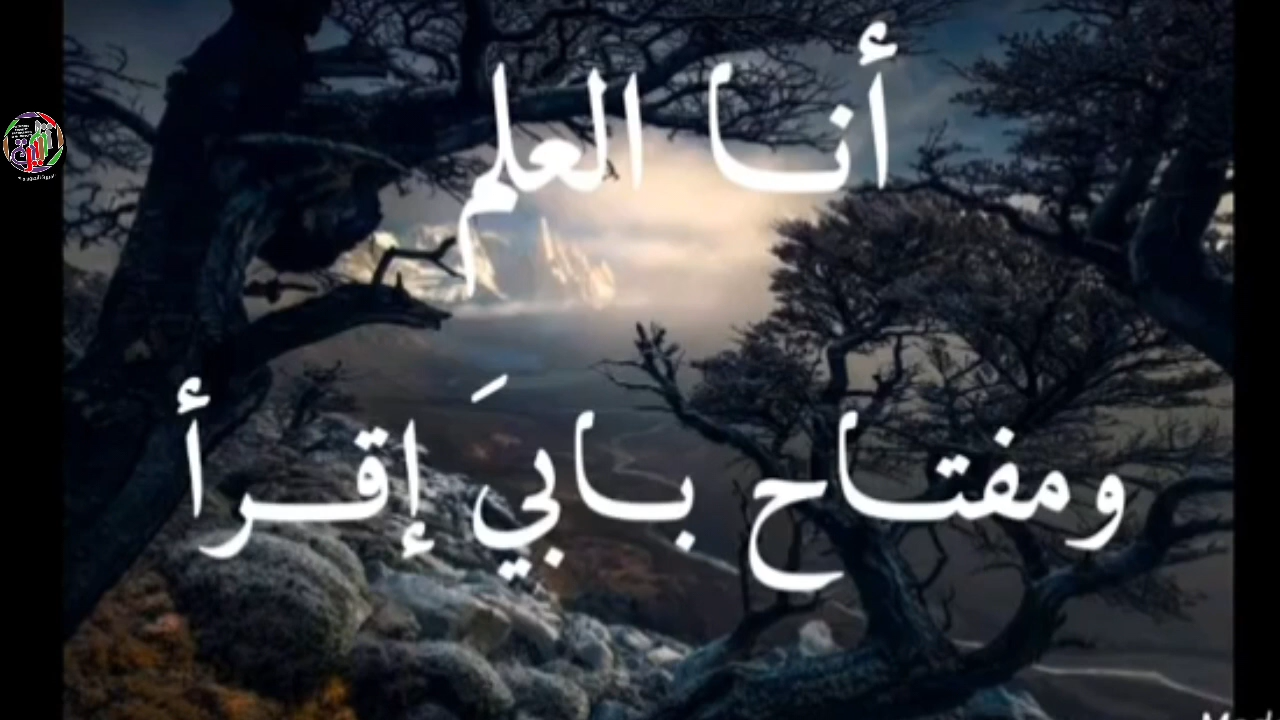 أنا العلم
ومفتاح بابيَ إقرأ